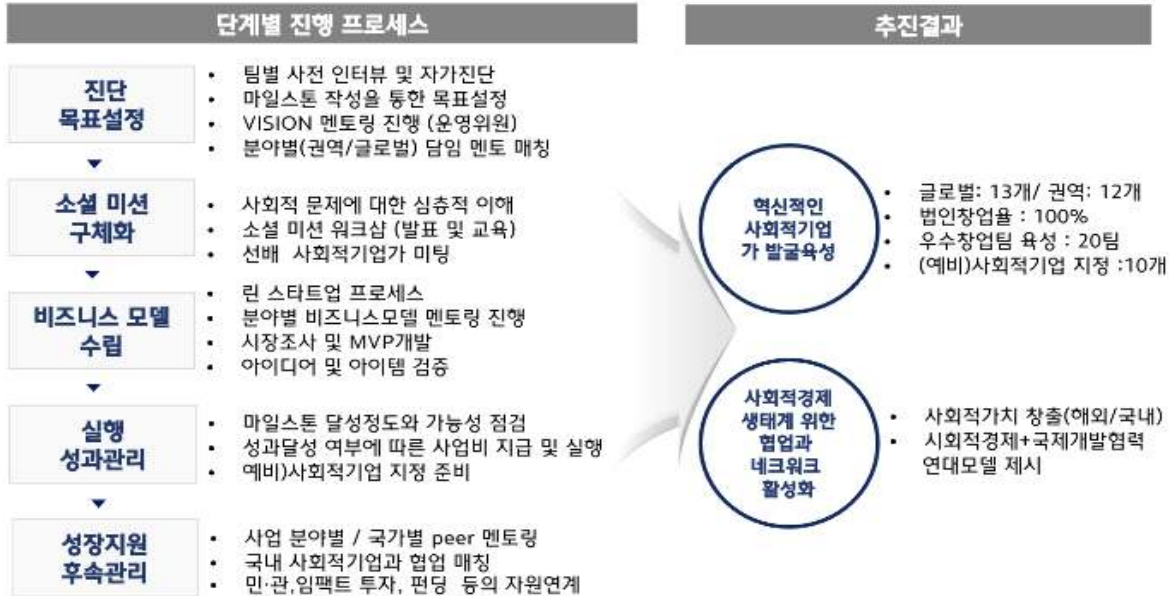 단계별 진행 프로세스
진단
목표설정
• 팀별 사전 인터뷰 및 자가진단
• 마일스톤 작성을 통한 목표설정
• VISION 멘토링 진행 (운영위원)
• 분야별(권역/글로벌) 담임 멘토 매칭
소셜 미션
구체화
• 사회적 문제에 대한 심층적 이해
• 소셜 미션 워크샵 (발표 및 교육)
• 선배 사회적기업가 미팅
비즈니스 모델
수립
• 린 스타트업 프로세스
• 분야별 비즈니스모델 멘토링 진행
• 시장조사 및 MVP개발
• 아이디어 및 아이템 검증
실행
성과관리
• 마일스톤 달성정도와 가능성 점검
• 성과달성 여부에 따른 사업비 지급 및 실행
• 예비)사회적기업 지정 준비
성장지원
후속관리
• 사업 분야별 / 국가별 peer 멘토링
• 국내 사회적기업과 협업 매칭
• 민·관,임팩트 투자, 펀딩 등의 자원연계
추진결과
혁신적인
사회적기업
가 발굴육성
• 글로벌: 13개/ 권역: 12개
• 법인창업율 : 100%
• 우수창업팀 육성 : 20팀
• (예비)사회적기업 지정 :10개
사회적경제
생태계 위한
협업과
네크워크
활성화
• 사회적가치 창출(해외/국내)
• 시회적경제+국제개발협력
연대모델 제시